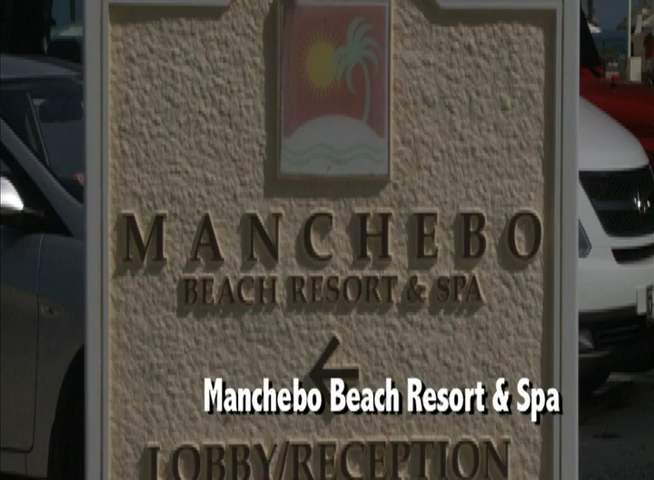 MANCHEBO
BEACH RESORT & SPA
Manchebo Beach Resort & Spa
LOBBY/RECEPTION